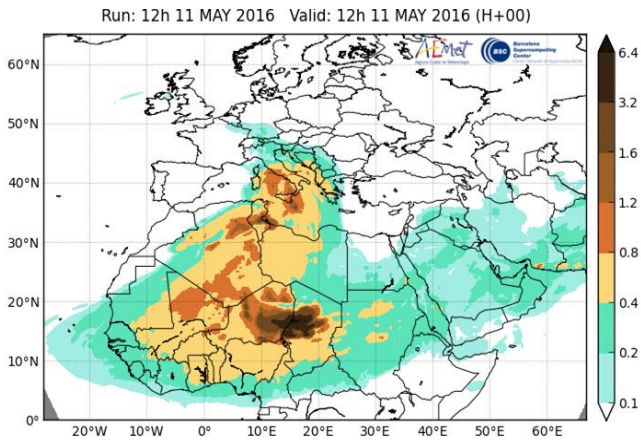 Run: 12h 11 MAY 2016 Valid: 12h 11 MAY 2016 (H+00)
AEMet
BSC
Barcelona
Supercomputing
Center
60°N
50°N
40°N
30°N
20°N
10°N
0°
20°W 10°W 0° 10°E 20°E 30°E 40°E 50°E 60°E
6.4
3.2
1.6
1.2
0.8
0.4
0.2
0.1